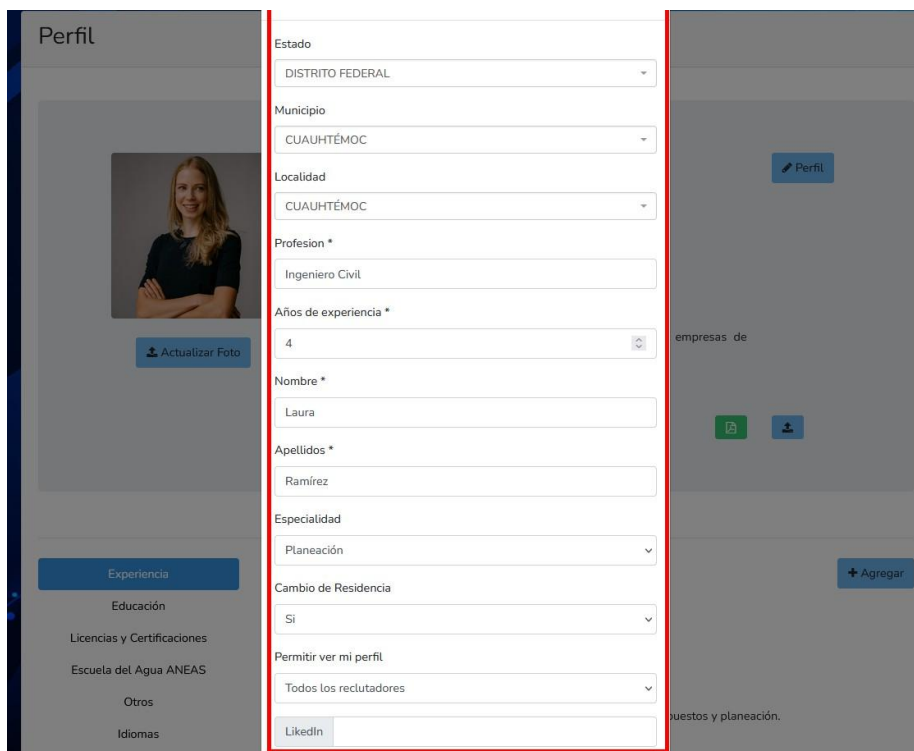 Perfil
Estado
DISTRITO FEDERAL
Municipio
CUAUHTÉMOC
Perfil
Localidad
CUAUHTÉMOC
Profesion *
Ingeniero Civil
Años de experiencia *
4
empresas de
Actualizar Foto
Nombre *
Laura
Apellidos *
Ramírez
Especialidad
Planeación
Cambio de Residencia
Si
Permitir ver mi perfil
Todos los reclutadores
LikedIn
Experiencia
Educación
Licencias y Certificaciones
Escuela del Agua ANEAS
Otros
Idiomas
+ Agregar
puestos y planeación.